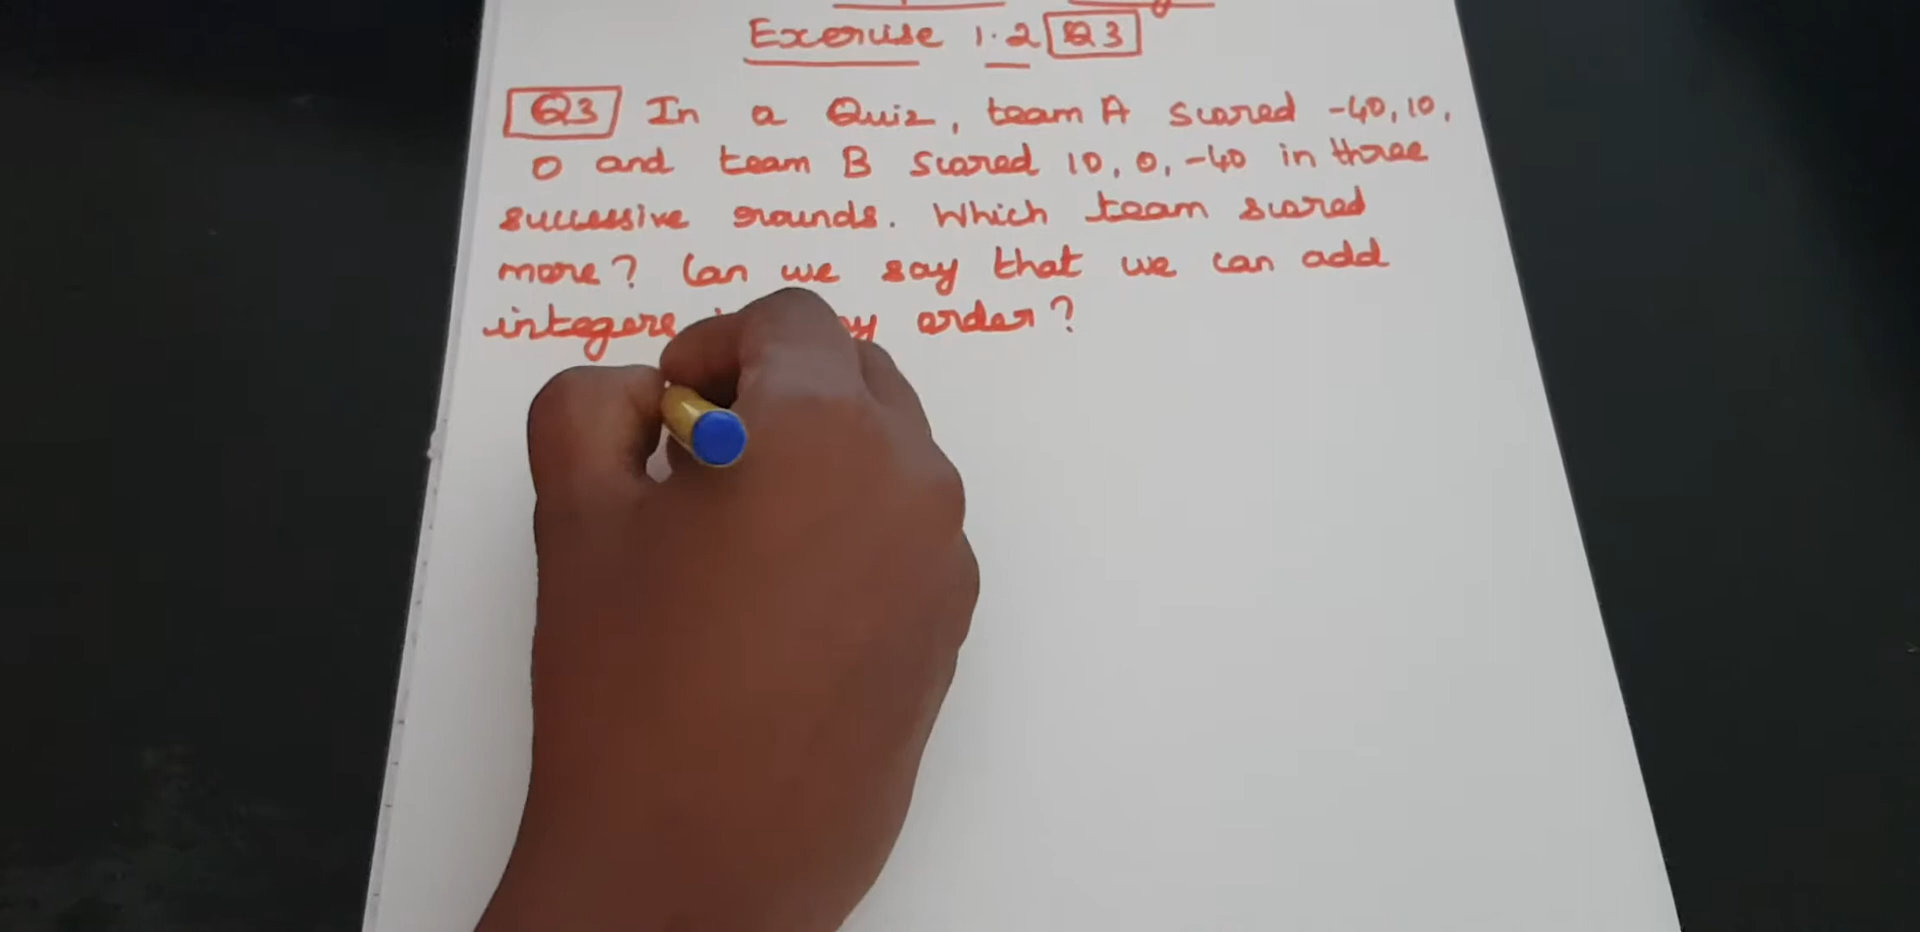 Exercise 1.2 Q3
Q3 In a Quiz, team A scored -40, 10,
0 and team B scored 10, 0, -40 in three
successive rounds. Which team scored
more? Can we say that we can add
integers order?